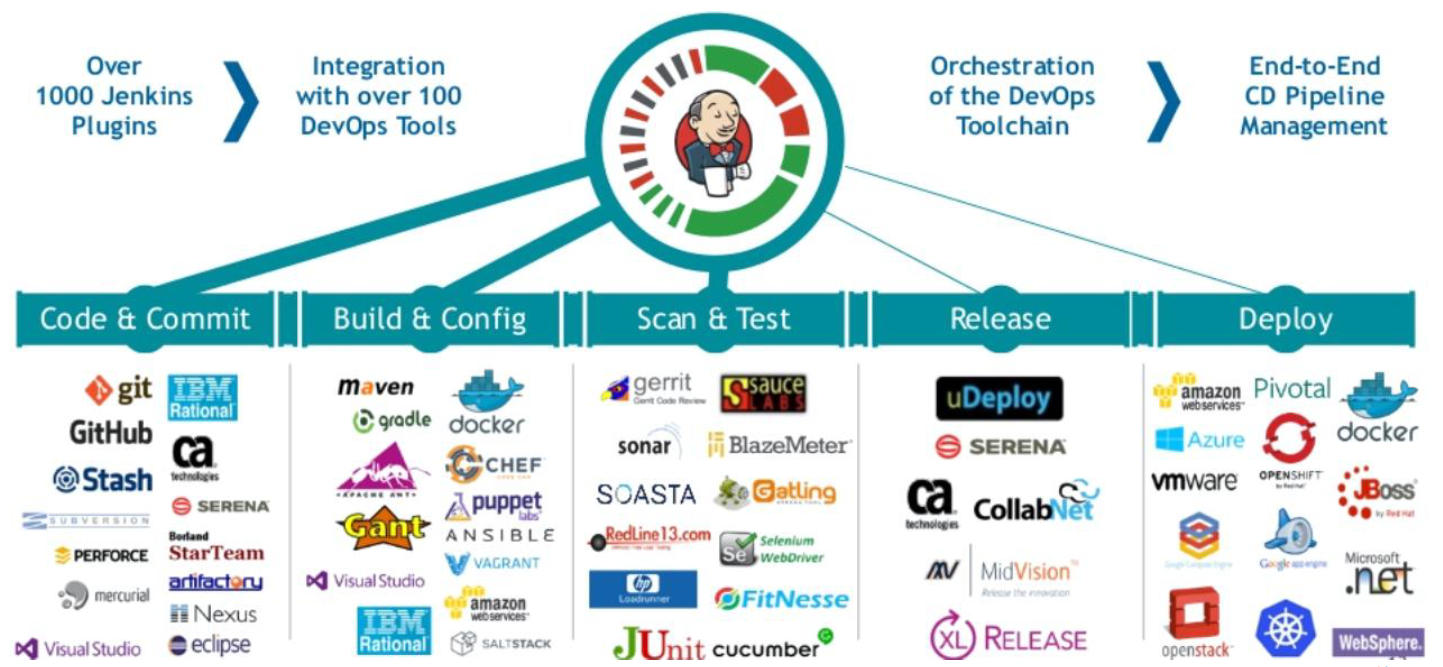 Over
1000 Jenkins
Plugins
Integration
with over 100
DevOps Tools
Orchestration
of the DevOps
Toolchain
End-to-End
CD Pipeline
Management
Code & Commit
Build & Config
Scan & Test
Release
Deploy
git
IBM
Rational
GitHub
ca
technologies
Stash
SERENA
SUBVERSION
Borland
StarTeam
PERFORCE
artifactory
mercurial
Nexus
Visual Studio
eclipse
maven
docker
gradle
CHEF
APACHE ANT
puppet
labs
Gant
ANSIBLE
VAGRANT
Visual Studio
amazon
webservices
IBM
Rational
SALTSTACK
gerrit
Gerrit Code Review
sauce
LABS
sonar
BlazeMeter
SOASTA
Gatling
RedLine13.com
Se
Selenium
WebDriver
hp
Loadrunner
FitNesse
JUnit
cucumber
uDeploy
SERENA
ca
technologies
CollabNet
MidVision
Release the innovation
XL RELEASE
amazon
webservices
Pivotal
docker
Azure
OPENSHIFT
by Red Hat
vmware
JBoss
by Red Hat
Google Compute Engine
Google app engine
Microsoft
.net
openstack
WebSphere.